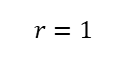 r = 1